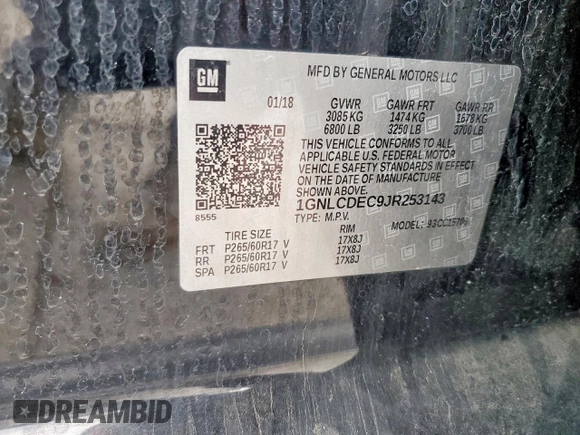 GM
MFD BY GENERAL MOTORS LLC
01/18 GVWR GAWR FRT GAWR RR
3085 KG 1474 KG 1678 KG
6800 LB 3250 LB 3700 LB
THIS VEHICLE CONFORMS TO ALL
APPLICABLE U.S. FEDERAL MOTOR
VEHICLE SAFETY STANDARDS IN EFFECT
ON THE DATE OF MANUFACTURE
SHOWN ABOVE.
8555
1GNLCDEC9JR253143
TYPE: M.P.V. MODEL:
TIRE SIZE RIM
FRT P265/60R17 V 17X8J
RR P265/60R17 V 17X8J
SPA P265/60R17 V 17X8J
DREAMBID